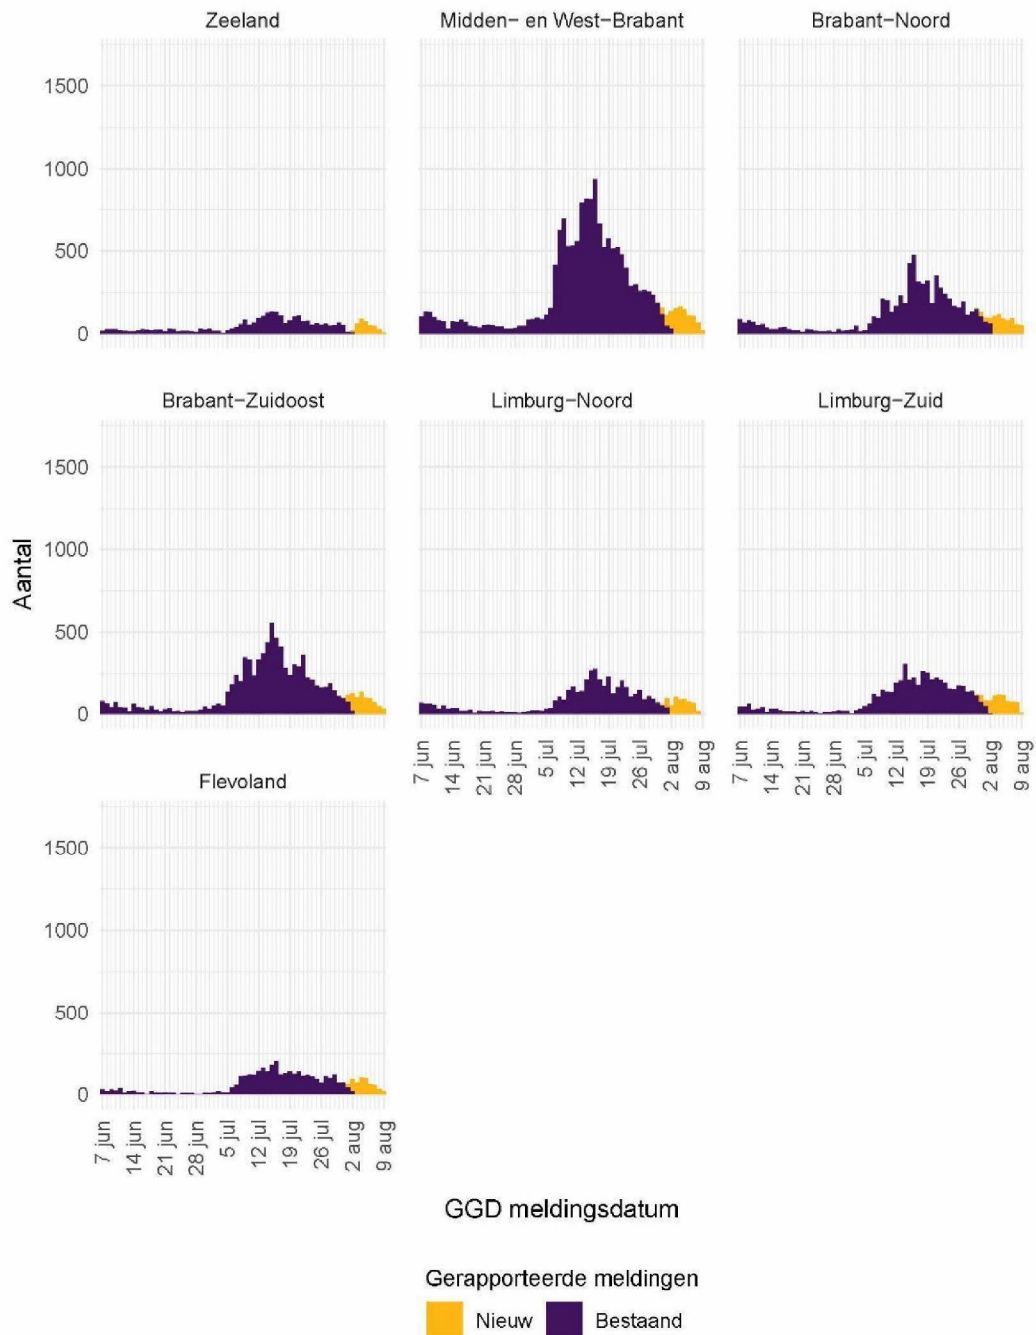 Zeeland Midden- en West-Brabant Brabant-Noord
1500
1000
500
0
Brabant-Zuidoost Limburg-Noord Limburg-Zuid
1500
1000
500
0
Aantal
7 jun 14 jun 21 jun 28 jun 5 jul 12 jul 19 jul 26 jul 2 aug 9 aug
7 jun 14 jun 21 jun 28 jun 5 jul 12 jul 19 jul 26 jul 2 aug 9 aug
Flevoland
1500
1000
500
0
7 jun 14 jun 21 jun 28 jun 5 jul 12 jul 19 jul 26 jul 2 aug 9 aug
GGD meldingsdatum
Gerapporteerde meldingen
Nieuw Bestaand